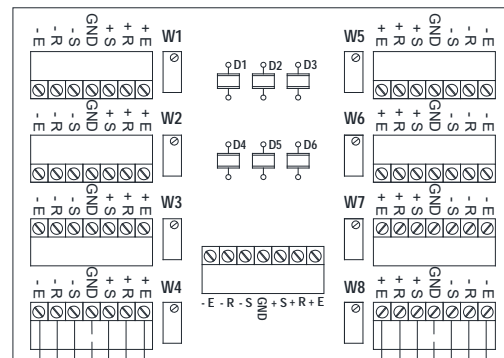 - E - R - S GND + S + R + E
W1
D1 D2 D3
W5
+ E + R + S GND - S - R - E
- E - R - S GND + S + R + E
W2
D4 D5 D6
W6
+ E + R + S GND - S - R - E
- E - R - S GND + S + R + E
W3
W7
+ E + R + S GND - S - R - E
- E - R - S GND + S + R + E
W4
- E - R - S GND + S + R + E
W8
+ E + R + S GND - S - R - E